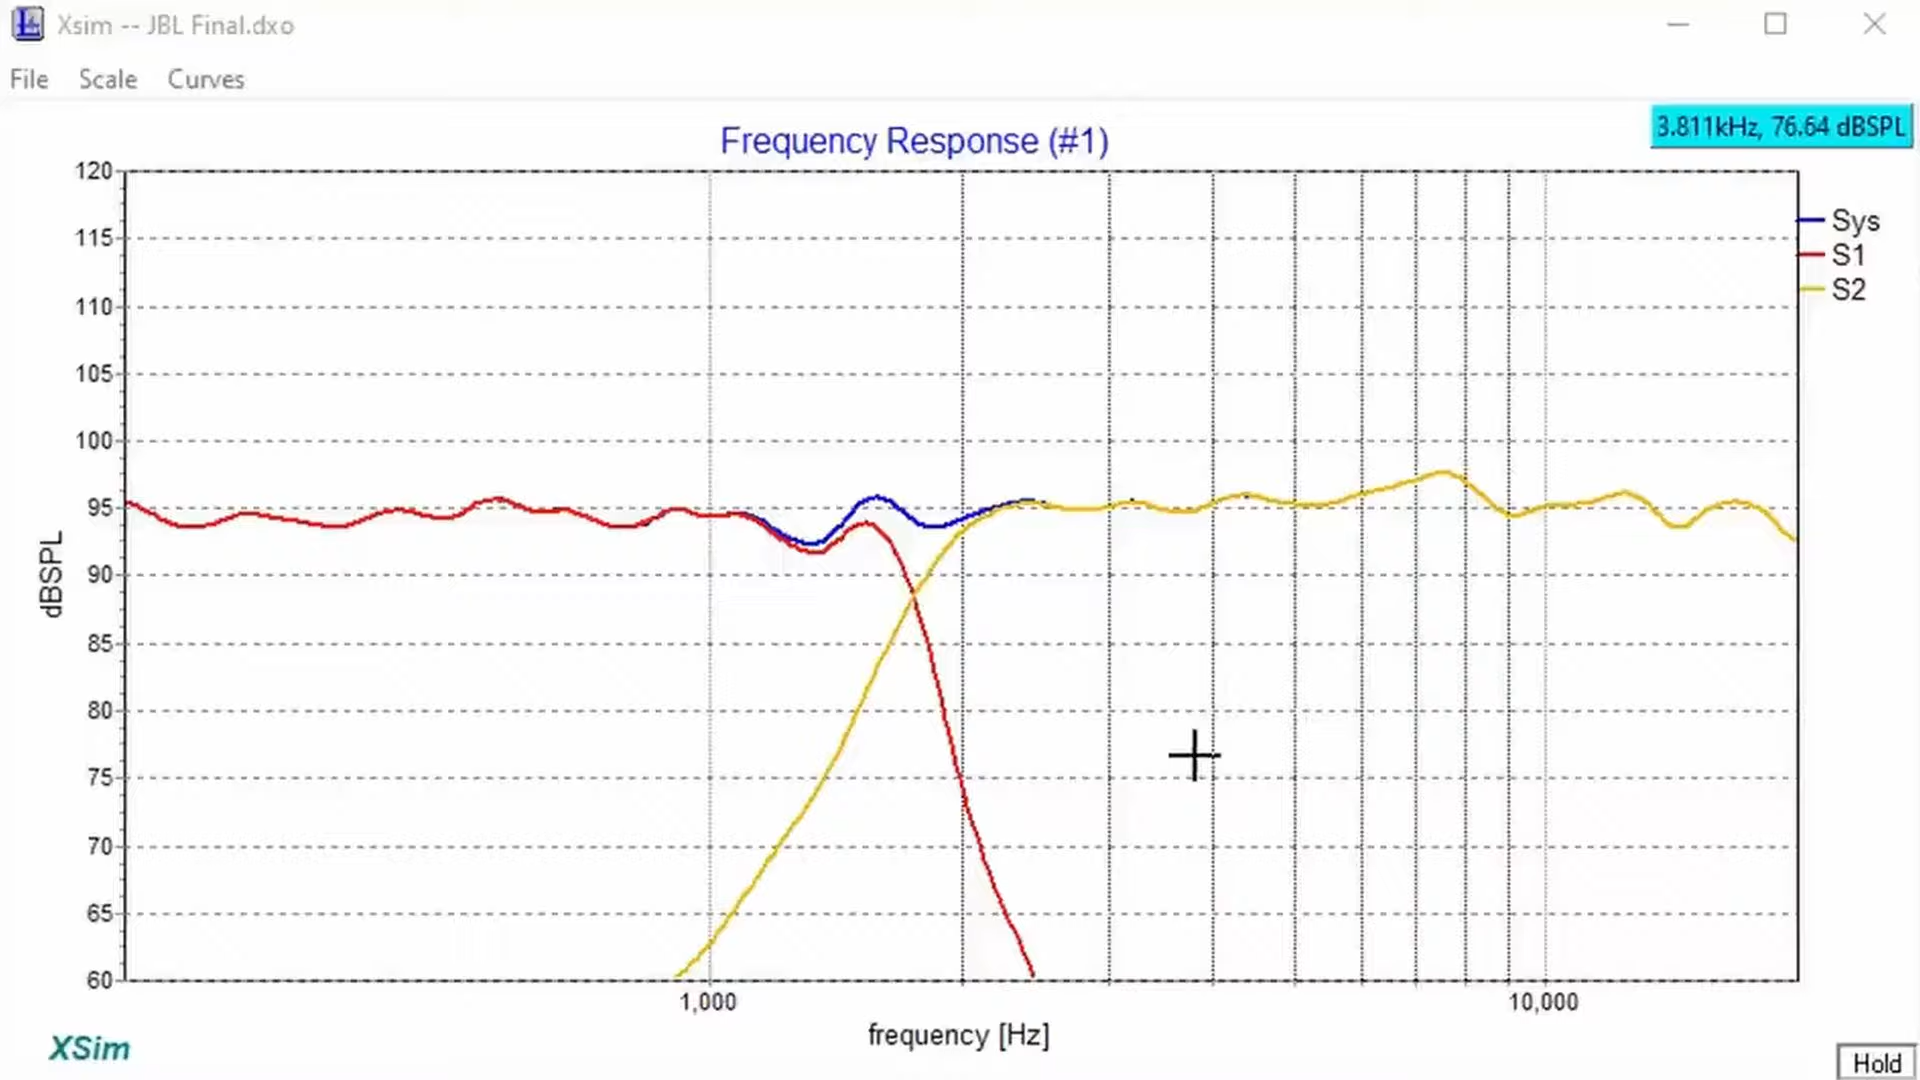 Xsim -- JBL Final.dxo
File Scale Curves
3.811kHz, 76.64 dBSPL
Frequency Response (#1)
120
115
110
105
100
95
90
85
80
75
70
65
60
dBSPL
Sys
S1
S2
1,000
10,000
frequency [Hz]
XSim
Hold